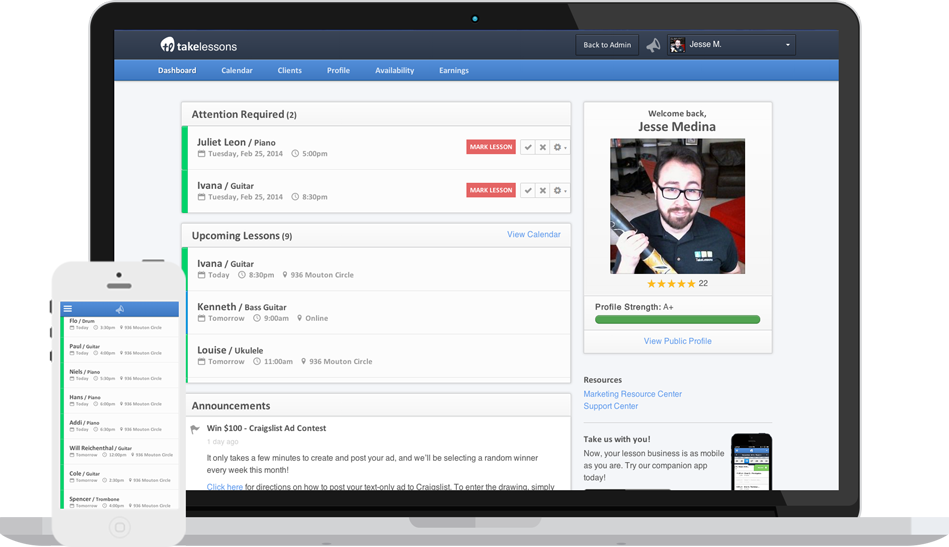 takelessons
Back to Admin
Jesse M.
Dashboard
Calendar
Clients
Profile
Availability
Earnings
Attention Required (2)
Juliet Leon / Piano
Tuesday, Feb 25, 2014 5:00pm
MARK LESSON
Ivana / Guitar
Tuesday, Feb 25, 2014 8:30pm
MARK LESSON
Upcoming Lessons (9)
View Calendar
Ivana / Guitar
Today 8:30pm 936 Mouton Circle
Kenneth / Bass Guitar
Tomorrow 9:00am Online
Louise / Ukulele
Tomorrow 11:00am 936 Mouton Circle
Announcements
Win $100 - Craigslist Ad Contest
1 day ago
It only takes a few minutes to create and post your ad, and we'll be selecting a random winner
every week this month!
Click here for directions on how to post your text-only ad to Craigslist. To enter the drawing, simply
Welcome back,
Jesse Medina
22
Profile Strength: A+
View Public Profile
Resources
Marketing Resource Center
Support Center
Take us with you!
Now, your lesson business is as mobile
as you are. Try our companion app
today!
Flo / Drum
Today 3:30pm 936 Mouton Circle
Paul / Guitar
Today 4:00pm 936 Mouton Circle
Niels / Piano
Today 5:30pm 936 Mouton Circle
Hans / Piano
Today 6:00pm 936 Mouton Circle
Addi / Piano
Today 6:30pm 936 Mouton Circle
Will Reichenthal / Guitar
Tomorrow 12:00pm 936 Mouton Circle
Cole / Guitar
Tomorrow 2:30pm 936 Mouton Circle
Spencer / Trombone
Tomorrow 4:00pm 936 Mouton Circle